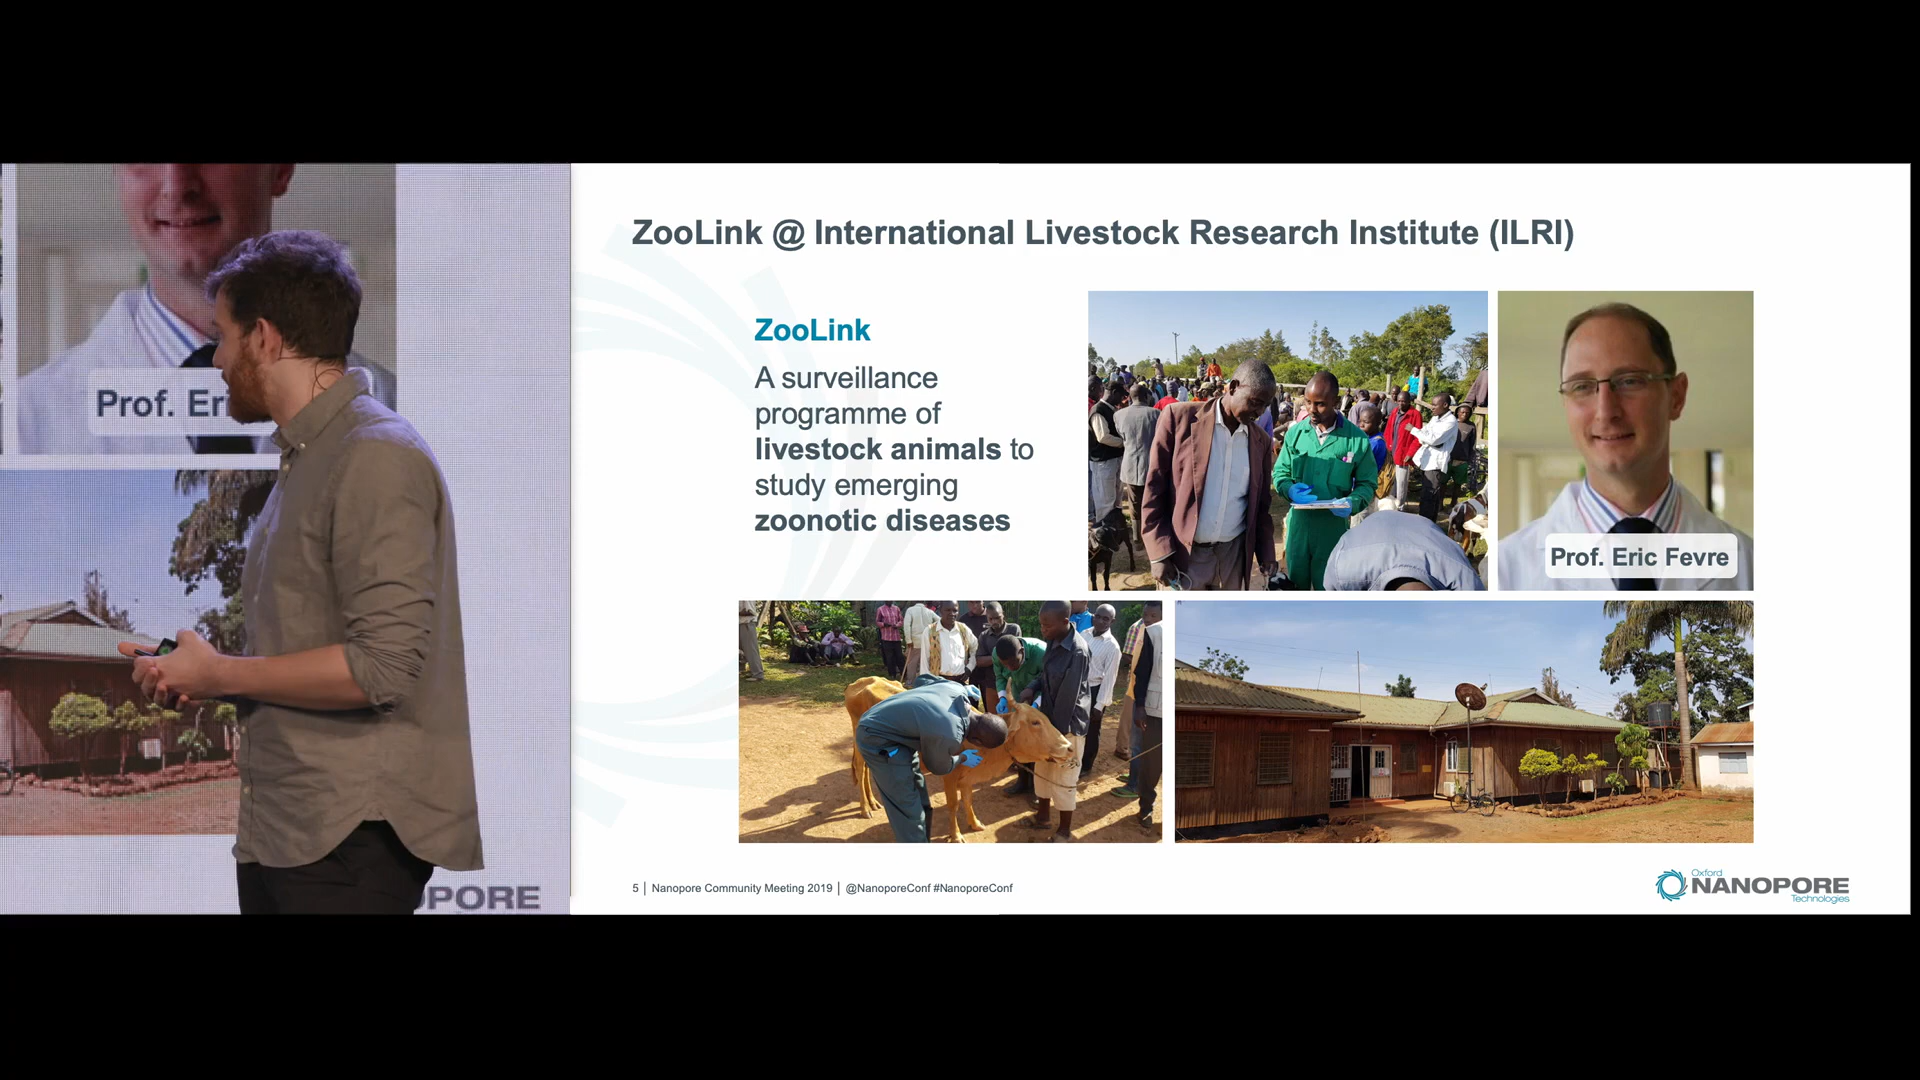 Prof. Eri
PORE
ZooLink @ International Livestock Research Institute (ILRI)
ZooLink
A surveillance
programme of
livestock animals to
study emerging
zoonotic diseases
Prof. Eric Fevre
5 | Nanopore Community Meeting 2019 | @NanoporeConf #NanoporeConf
Oxford
NANOPORE
Technologies